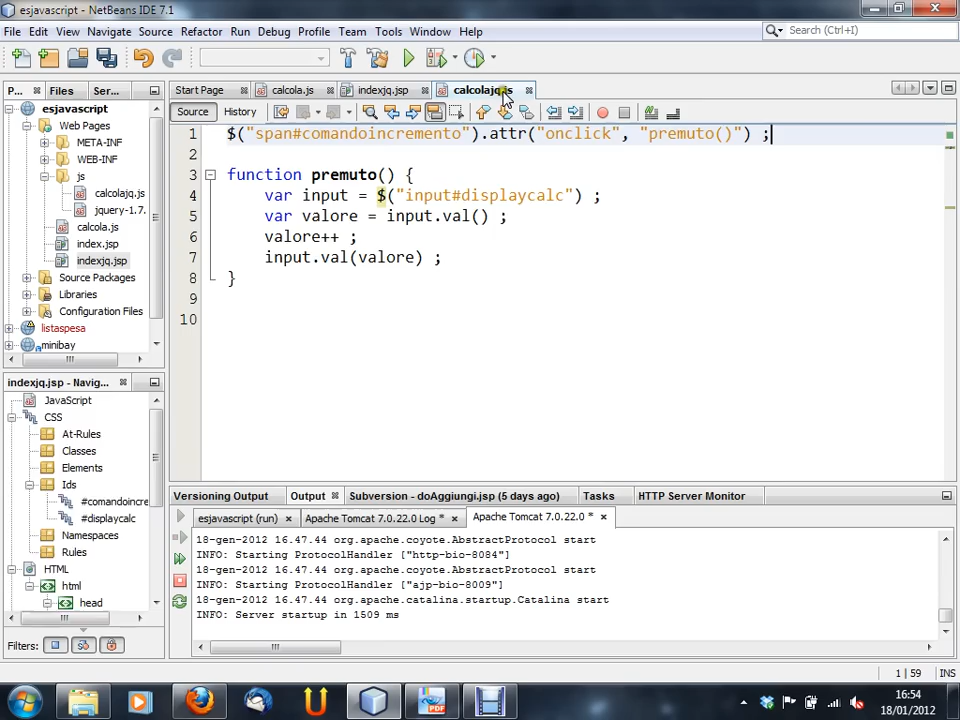 esjavascript - NetBeans IDE 7.1
File Edit View Navigate Source Refactor Run Debug Profile Team Tools Window Help
Search (Ctrl+I)
P... Files Ser...
Start Page calcola.js indexjq.jsp calcolajq.js
Source History
esjavascript
Web Pages
META-INF
WEB-INF
js
calcolajq.js
jquery-1.7.
calcola.js
index.jsp
indexjq.jsp
Source Packages
Libraries
Configuration Files
listaspesa
minibay
1 $("span#comandoincremento").attr("onclick", "premuto()") ;
2
3 function premuto() {
4 var input = $("input#displaycalc") ;
5 var valore = input.val() ;
6 valore++ ;
7 input.val(valore) ;
8 }
9
10
indexjq.jsp - Navig...
JavaScript
CSS
At-Rules
Classes
Elements
Ids
#comandoincre
#displaycalc
Namespaces
Rules
HTML
html
head
Filters:
Versioning Output Output Subversion - doAggiungi.jsp (5 days ago) Tasks HTTP Server Monitor
esjavascript (run) Apache Tomcat 7.0.22.0 Log * Apache Tomcat 7.0.22.0 *
18-gen-2012 16.47.44 org.apache.coyote.AbstractProtocol start
INFO: Starting ProtocolHandler ["http-bio-8084"]
18-gen-2012 16.47.44 org.apache.coyote.AbstractProtocol start
INFO: Starting ProtocolHandler ["ajp-bio-8009"]
18-gen-2012 16.47.44 org.apache.catalina.startup.Catalina start
INFO: Server startup in 1509 ms
1 | 59 INS
PDF
16:54
18/01/2012